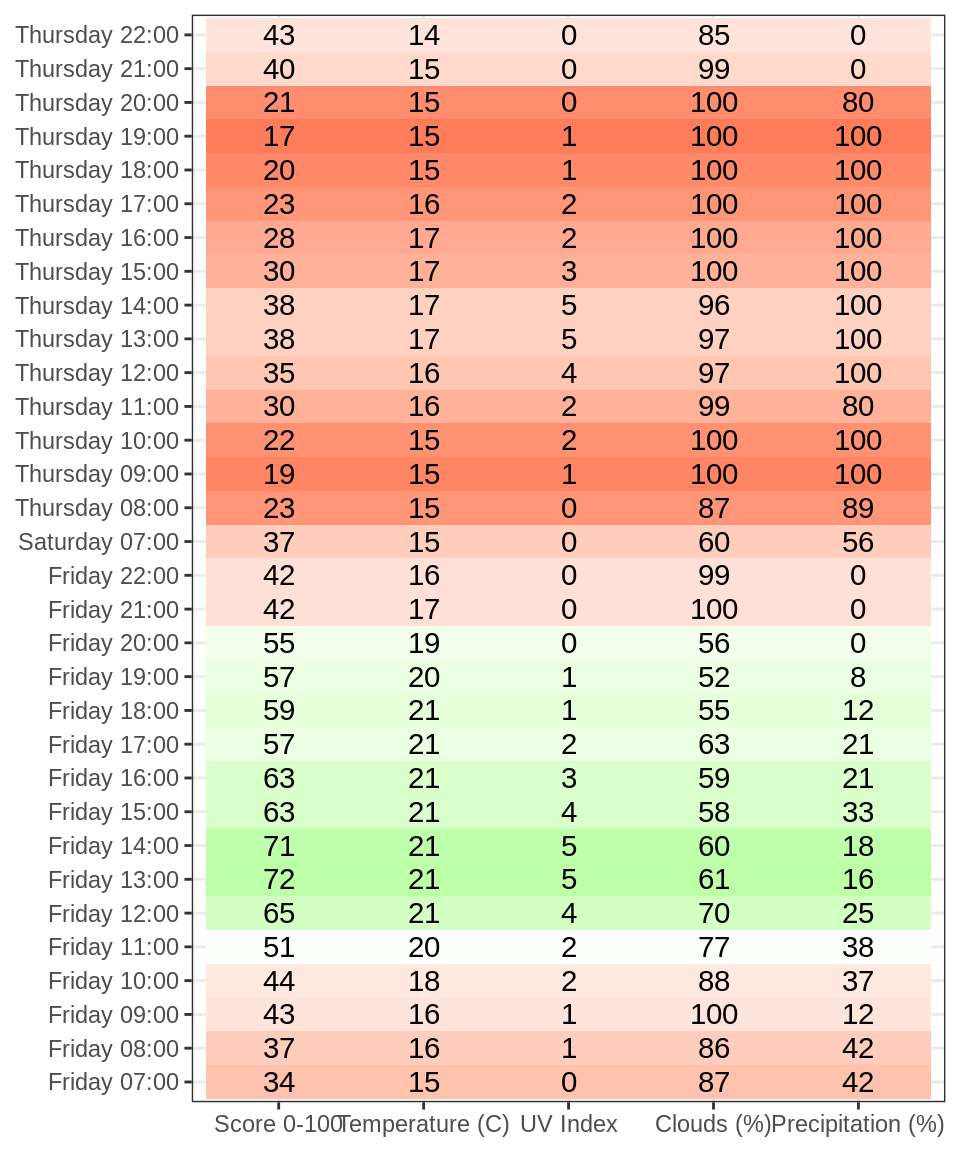 Thursday 22:00 43 14 0 85 0
Thursday 21:00 40 15 0 99 0
Thursday 20:00 21 15 0 100 80
Thursday 19:00 17 15 1 100 100
Thursday 18:00 20 15 1 100 100
Thursday 17:00 23 16 2 100 100
Thursday 16:00 28 17 2 100 100
Thursday 15:00 30 17 3 100 100
Thursday 14:00 38 17 5 96 100
Thursday 13:00 38 17 5 97 100
Thursday 12:00 35 16 4 97 100
Thursday 11:00 30 16 2 99 80
Thursday 10:00 22 15 2 100 100
Thursday 09:00 19 15 1 100 100
Thursday 08:00 23 15 0 87 89
Saturday 07:00 37 15 0 60 56
Friday 22:00 42 16 0 99 0
Friday 21:00 42 17 0 100 0
Friday 20:00 55 19 0 56 0
Friday 19:00 57 20 1 52 8
Friday 18:00 59 21 1 55 12
Friday 17:00 57 21 2 63 21
Friday 16:00 63 21 3 59 21
Friday 15:00 63 21 4 58 33
Friday 14:00 71 21 5 60 18
Friday 13:00 72 21 5 61 16
Friday 12:00 65 21 4 70 25
Friday 11:00 51 20 2 77 38
Friday 10:00 44 18 2 88 37
Friday 09:00 43 16 1 100 12
Friday 08:00 37 16 1 86 42
Friday 07:00 34 15 0 87 42
Score 0-100 Temperature (C) UV Index Clouds (%) Precipitation (%)